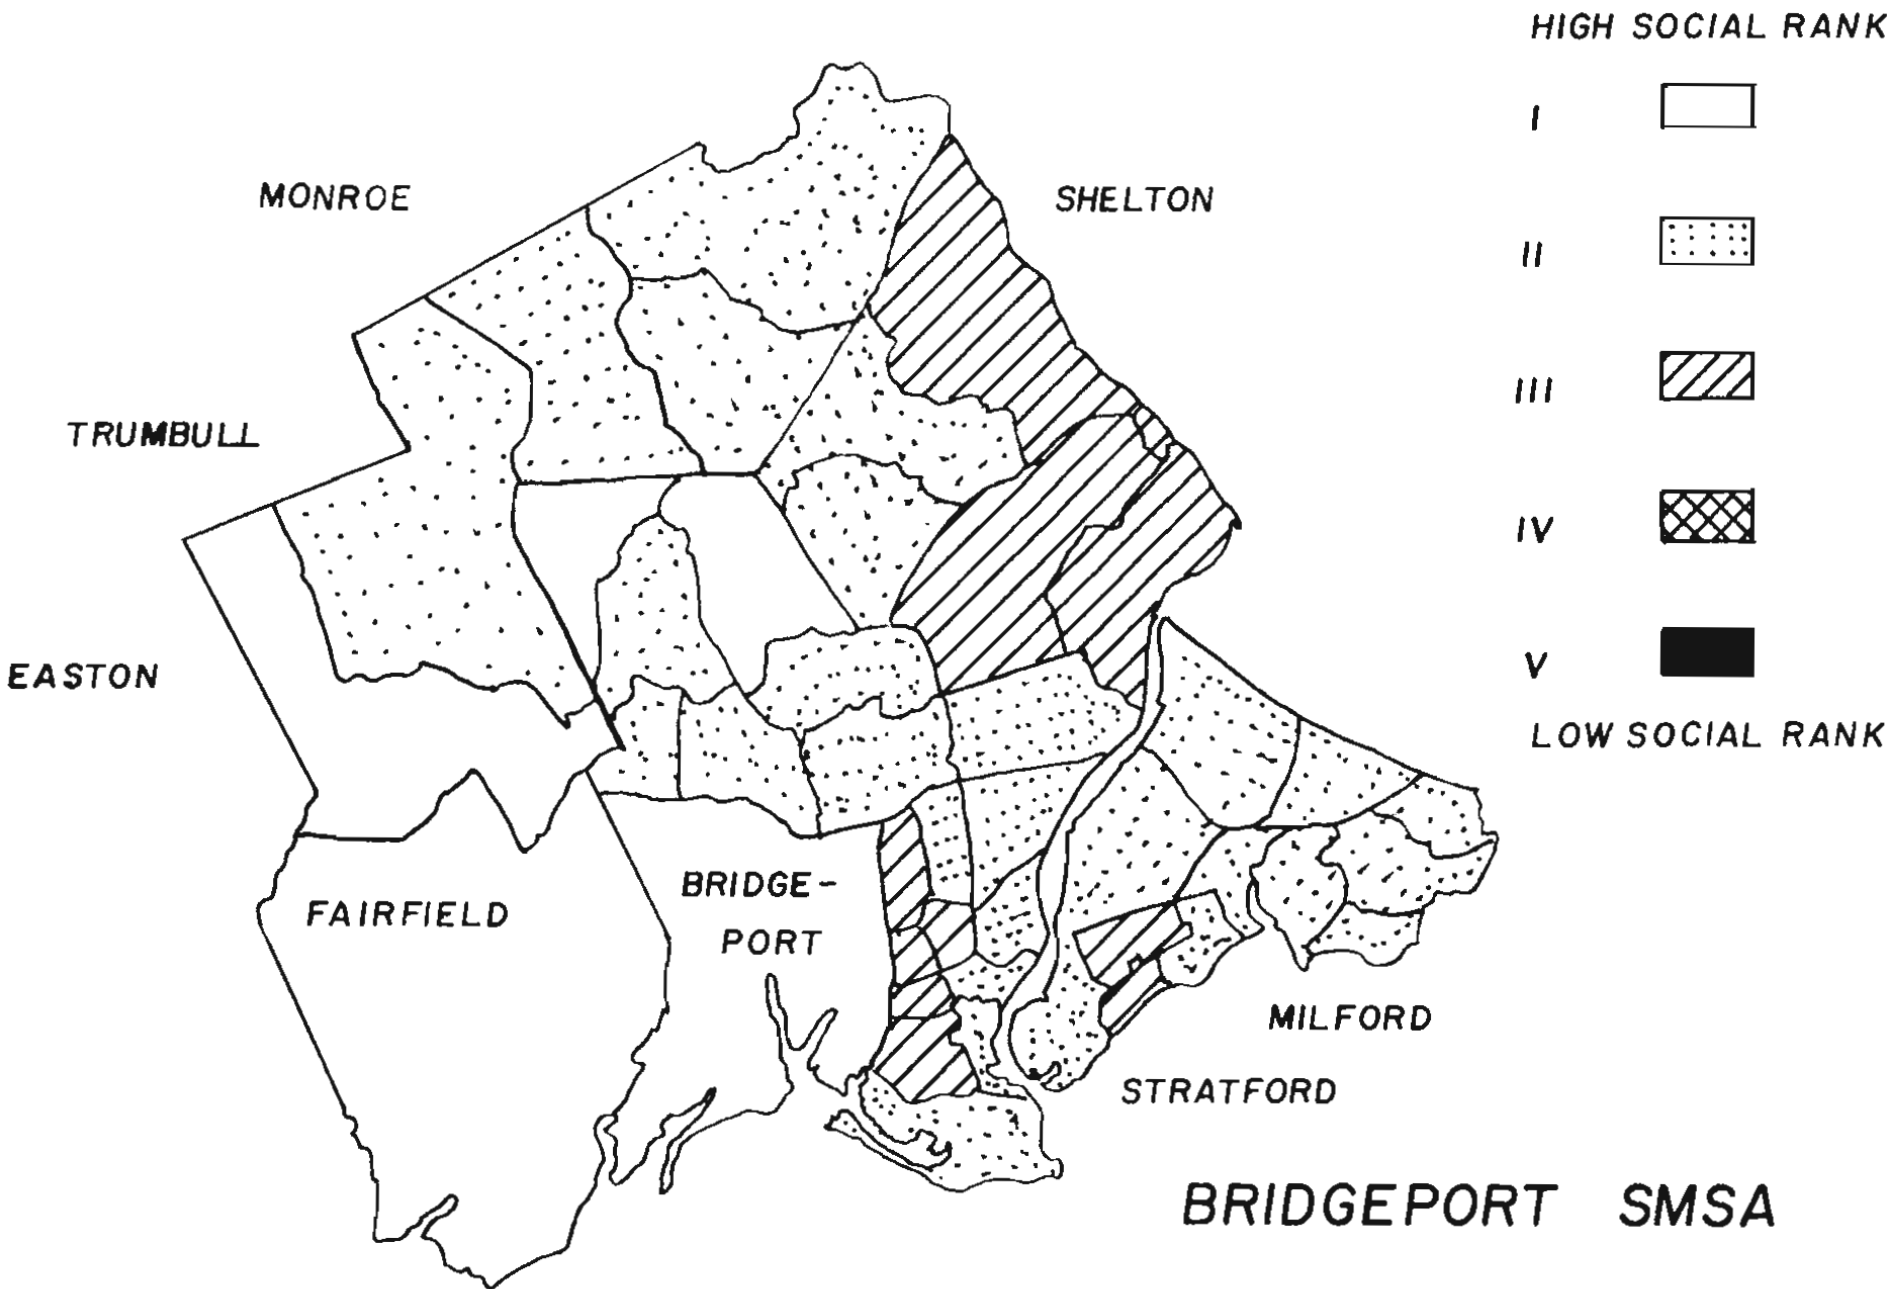 HIGH SOCIAL RANK
I
II
III
IV
V
LOW SOCIAL RANK
MONROE
SHELTON
TRUMBULL
EASTON
FAIRFIELD
BRIDGE-
PORT
MILFORD
STRATFORD
BRIDGEPORT SMSA